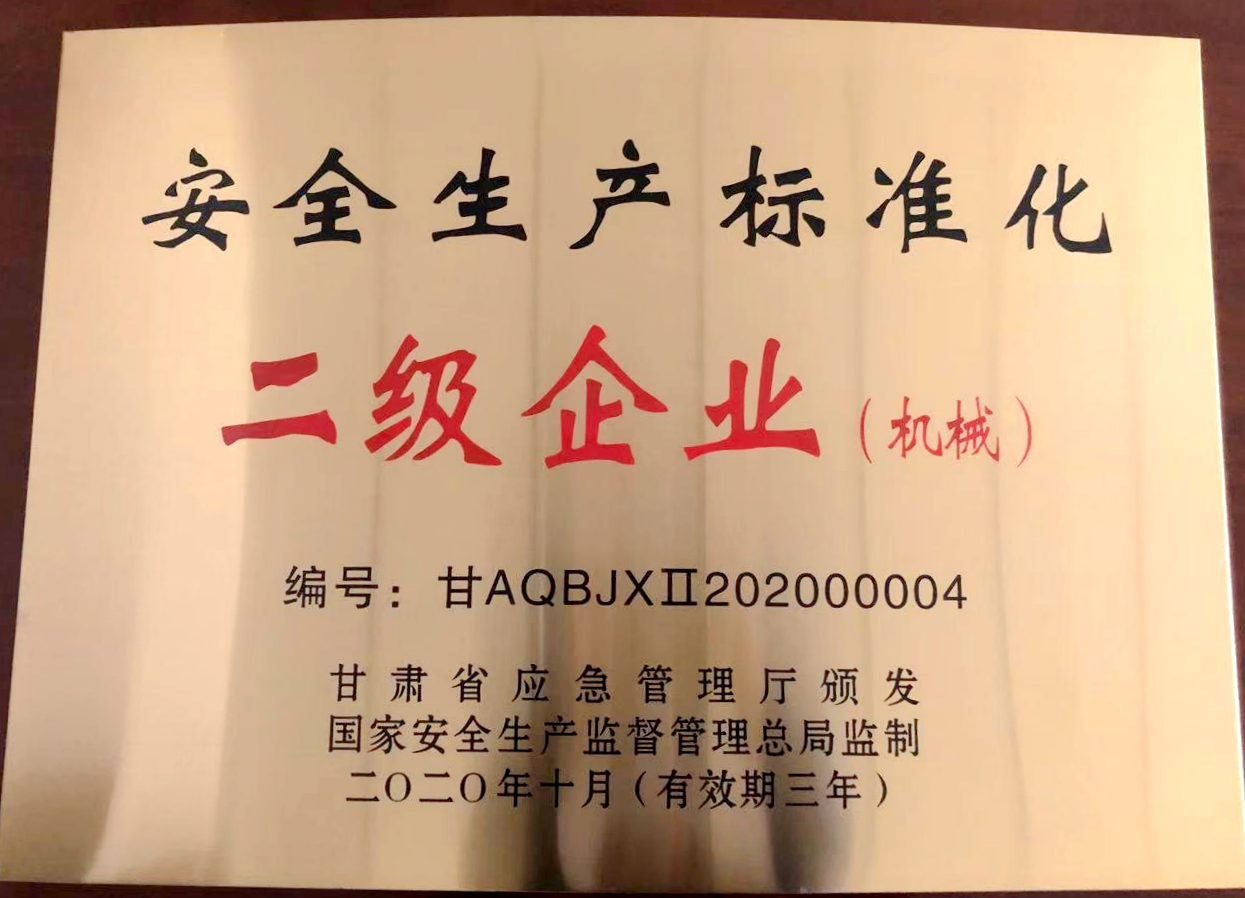 安全生产标准化
二级企业（机械）
编号：甘AQBJXⅡ202000004
甘肃省应急管理厅颁发
国家安全生产监督管理总局监制
二〇二〇年十月（有效期三年）